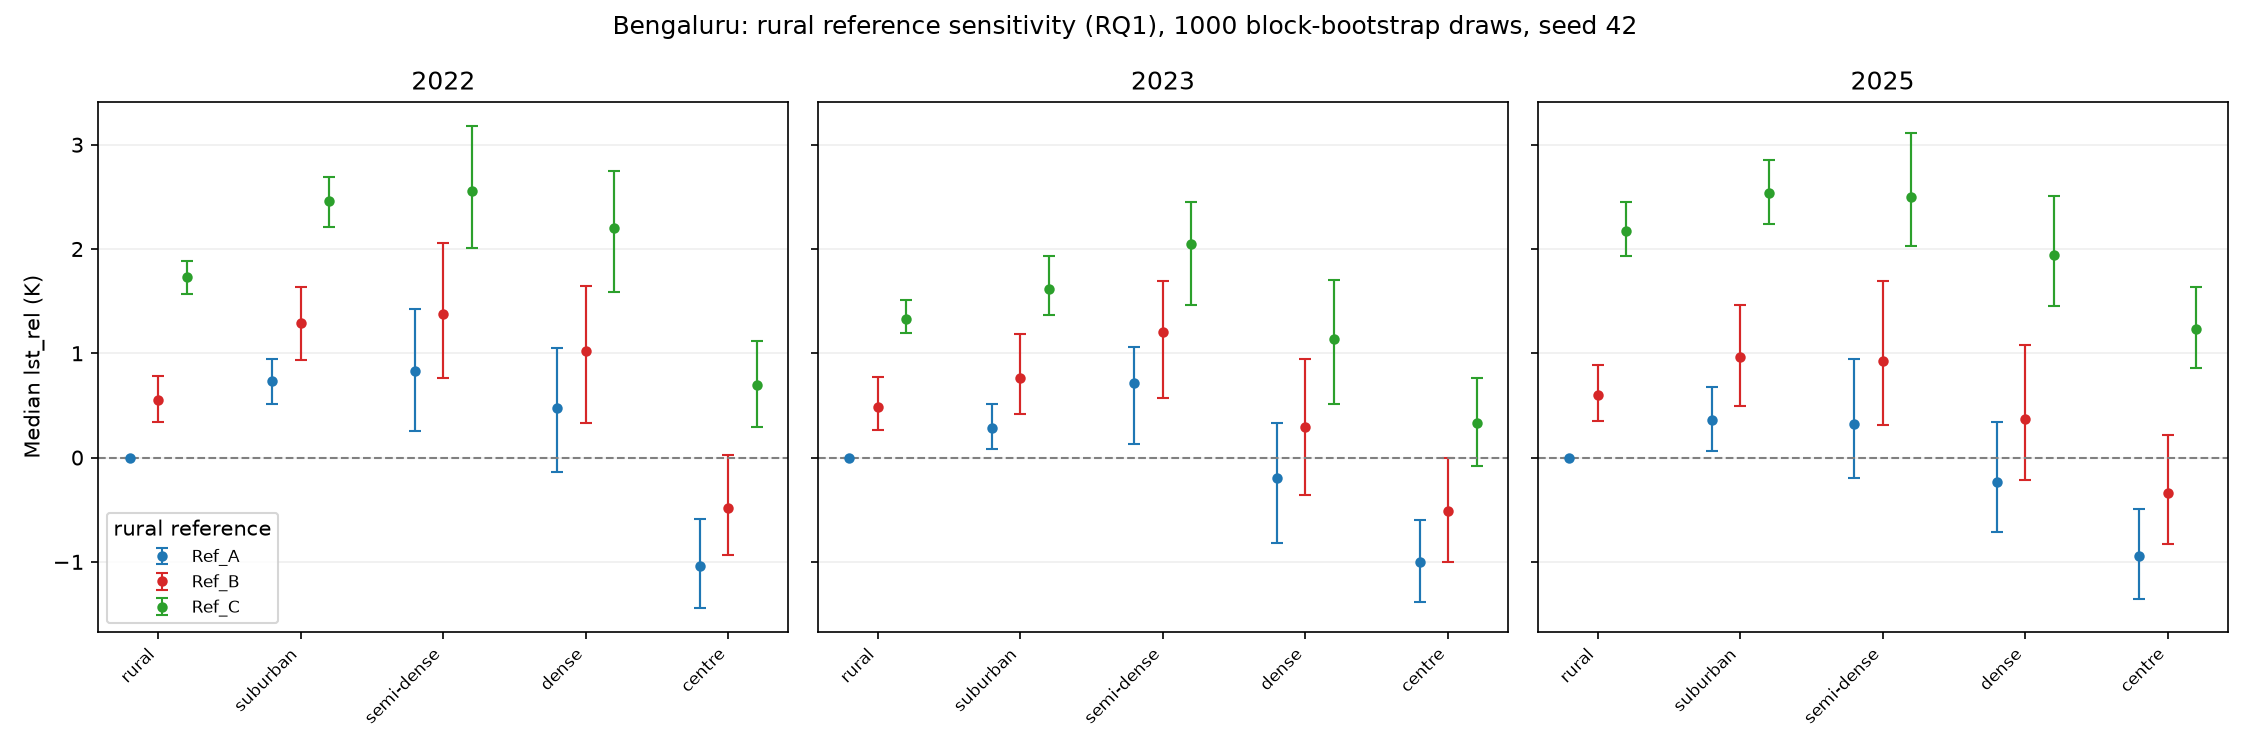 Bengaluru: rural reference sensitivity (RQ1), 1000 block-bootstrap draws, seed 42
2022
2023
2025
Median lst_rel (K)
3
2
1
0
−1
rural reference
Ref_A
Ref_B
Ref_C
rural
suburban
semi-dense
dense
centre
rural
suburban
semi-dense
dense
centre
rural
suburban
semi-dense
dense
centre